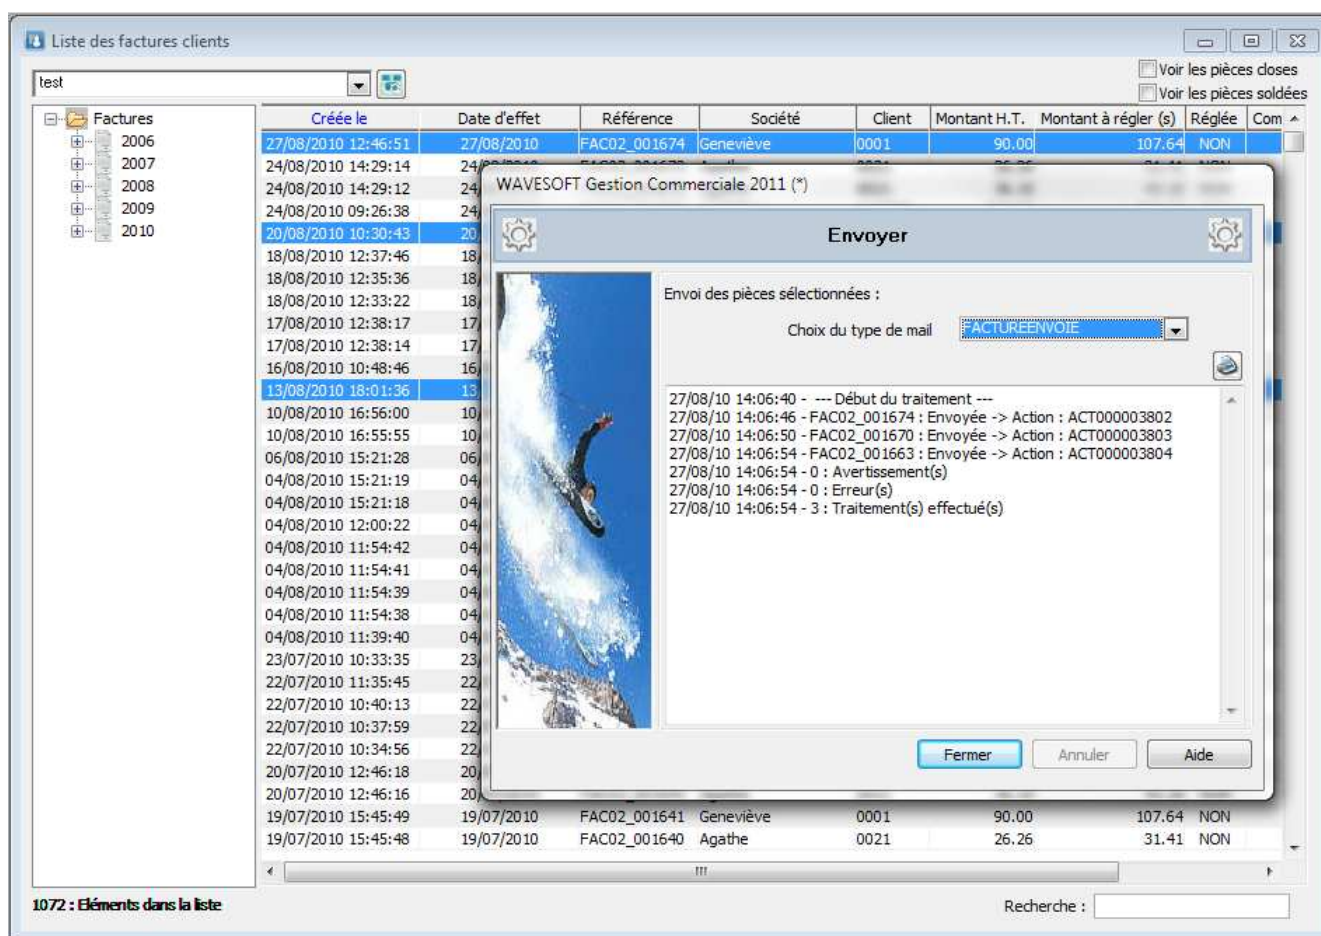 Liste des factures clients
test
Voir les pièces closes
Voir les pièces soldées
Factures
2006
2007
2008
2009
2010
Créée le Date d'effet Référence Société Client Montant H.T. Montant à régler (s) Réglée Com
27/08/2010 12:46:51 27/08/2010 FAC02_001674 Geneviève 0001 90.00 107.64 NON
24/08/2010 14:29:14
24/08/2010 14:29:12
24/08/2010 09:26:38
20/08/2010 10:30:43
18/08/2010 12:37:46
18/08/2010 12:35:36
18/08/2010 12:33:22
17/08/2010 12:38:17
17/08/2010 12:38:14
16/08/2010 10:48:46
13/08/2010 18:01:36
10/08/2010 16:56:00
10/08/2010 16:55:55
06/08/2010 15:21:28
04/08/2010 15:21:19
04/08/2010 15:21:18
04/08/2010 12:00:22
04/08/2010 11:54:42
04/08/2010 11:54:41
04/08/2010 11:54:39
04/08/2010 11:54:38
04/08/2010 11:39:40
23/07/2010 10:33:35
22/07/2010 11:35:45
22/07/2010 10:40:13
22/07/2010 10:37:59
22/07/2010 10:34:56
20/07/2010 12:46:18
20/07/2010 12:46:16
19/07/2010 15:45:49 19/07/2010 FAC02_001641 Geneviève 0001 90.00 107.64 NON
19/07/2010 15:45:48 19/07/2010 FAC02_001640 Agathe 0021 26.26 31.41 NON
WAVESOFT Gestion Commerciale 2011 (*)
Envoyer
Envoi des pièces sélectionnées :
Choix du type de mail FACTUREENVOIE
27/08/10 14:06:40 - --- Début du traitement ---
27/08/10 14:06:46 - FAC02_001674 : Envoyée -> Action : ACT000003802
27/08/10 14:06:50 - FAC02_001670 : Envoyée -> Action : ACT000003803
27/08/10 14:06:54 - FAC02_001663 : Envoyée -> Action : ACT000003804
27/08/10 14:06:54 - 0 : Avertissement(s)
27/08/10 14:06:54 - 0 : Erreur(s)
27/08/10 14:06:54 - 3 : Traitement(s) effectué(s)
Fermer Annuler Aide
1072 : Eléments dans la liste
Recherche :